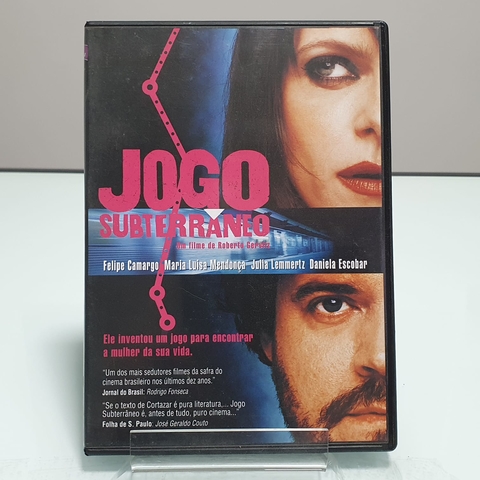 JOGO
SUBTERRÂNEO
um filme de Roberto Gervitz
Felipe Camargo Maria Luisa Mendonça Julia Lemmertz Daniela Escobar
Ele inventou um jogo para encontrar
a mulher da sua vida.
"Um dos mais sedutores filmes da safra do
cinema brasileiro nos últimos dez anos."
Jornal do Brasil: Rodrigo Fonseca
"Se o texto de Cortazar é pura literatura.... Jogo
Subterrâneo é, antes de tudo, puro cinema..."
Folha de S. Paulo: José Geraldo Couto